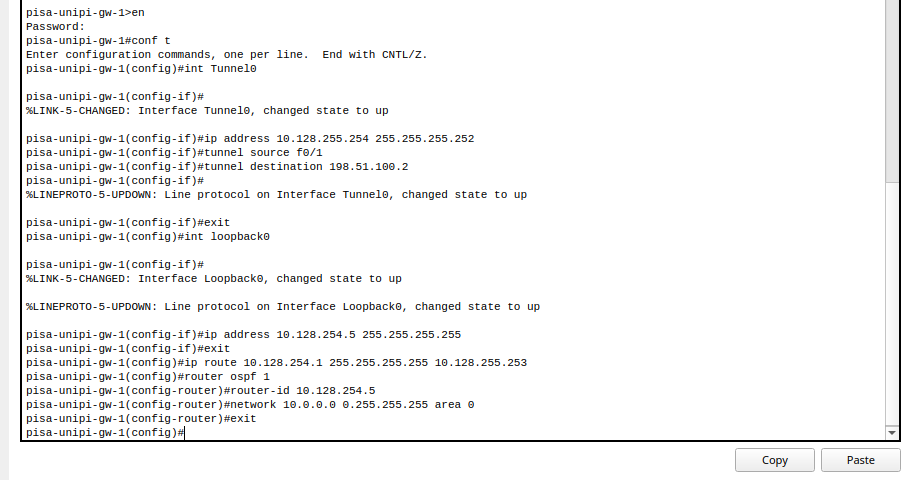 pisa-unipi-gw-1>en
Password:
pisa-unipi-gw-1#conf t
Enter configuration commands, one per line.  End with CNTL/Z.
pisa-unipi-gw-1(config)#int Tunnel0
pisa-unipi-gw-1(config-if)#
%LINK-5-CHANGED: Interface Tunnel0, changed state to up
pisa-unipi-gw-1(config-if)#ip address 10.128.255.254 255.255.255.252
pisa-unipi-gw-1(config-if)#tunnel source f0/1
pisa-unipi-gw-1(config-if)#tunnel destination 198.51.100.2
pisa-unipi-gw-1(config-if)#
%LINEPROTO-5-UPDOWN: Line protocol on Interface Tunnel0, changed state to up
pisa-unipi-gw-1(config-if)#exit
pisa-unipi-gw-1(config)#int loopback0
pisa-unipi-gw-1(config-if)#
%LINK-5-CHANGED: Interface Loopback0, changed state to up
%LINEPROTO-5-UPDOWN: Line protocol on Interface Loopback0, changed state to up
pisa-unipi-gw-1(config-if)#ip address 10.128.254.5 255.255.255.255
pisa-unipi-gw-1(config-if)#exit
pisa-unipi-gw-1(config)#ip route 10.128.254.1 255.255.255.255 10.128.255.253
pisa-unipi-gw-1(config)#router ospf 1
pisa-unipi-gw-1(config-router)#router-id 10.128.254.5
pisa-unipi-gw-1(config-router)#network 10.0.0.0 0.255.255.255 area 0
pisa-unipi-gw-1(config-router)#exit
pisa-unipi-gw-1(config)#
Copy
Paste